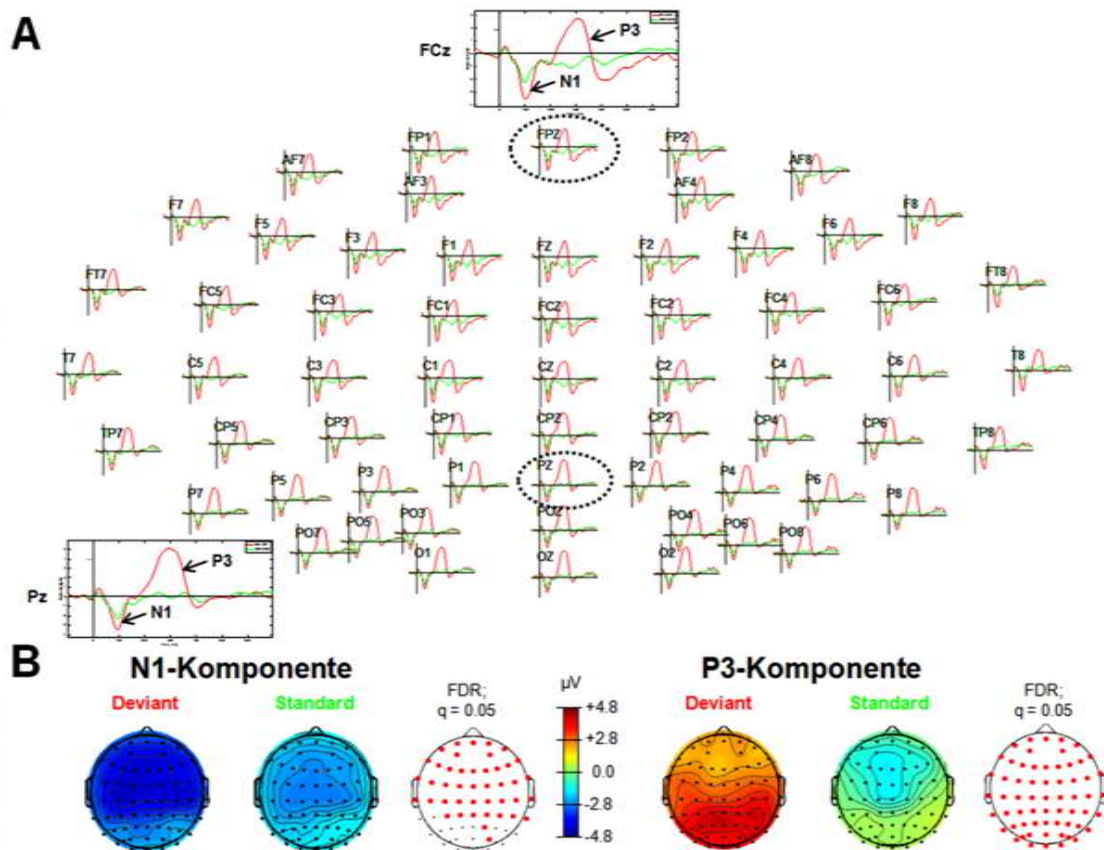 A
FCz
P3
N1
FP1
FPZ
FP2
AF7
AF8
AF3
AF4
F7
F8
F5
F6
F3
F4
F1
FZ
F2
FT7
FT8
FC5
FC6
FC3
FC4
FC1
FCZ
FC2
T7
T8
C5
C6
C3
C4
C1
CZ
C2
CP1
CPZ
CP2
CP3
CP4
CP5
CP6
TP7
TP8
P5
P3
P1
PZ
P2
P4
P6
P7
P8
PO7
PO5
PO3
POZ
PO4
PO6
PO8
O1
OZ
O2
Pz
P3
N1
B
N1-Komponente
P3-Komponente
Deviant
Standard
FDR;
q = 0.05
µV
+4.8
+2.8
0.0
-2.8
-4.8
Deviant
Standard
FDR;
q = 0.05